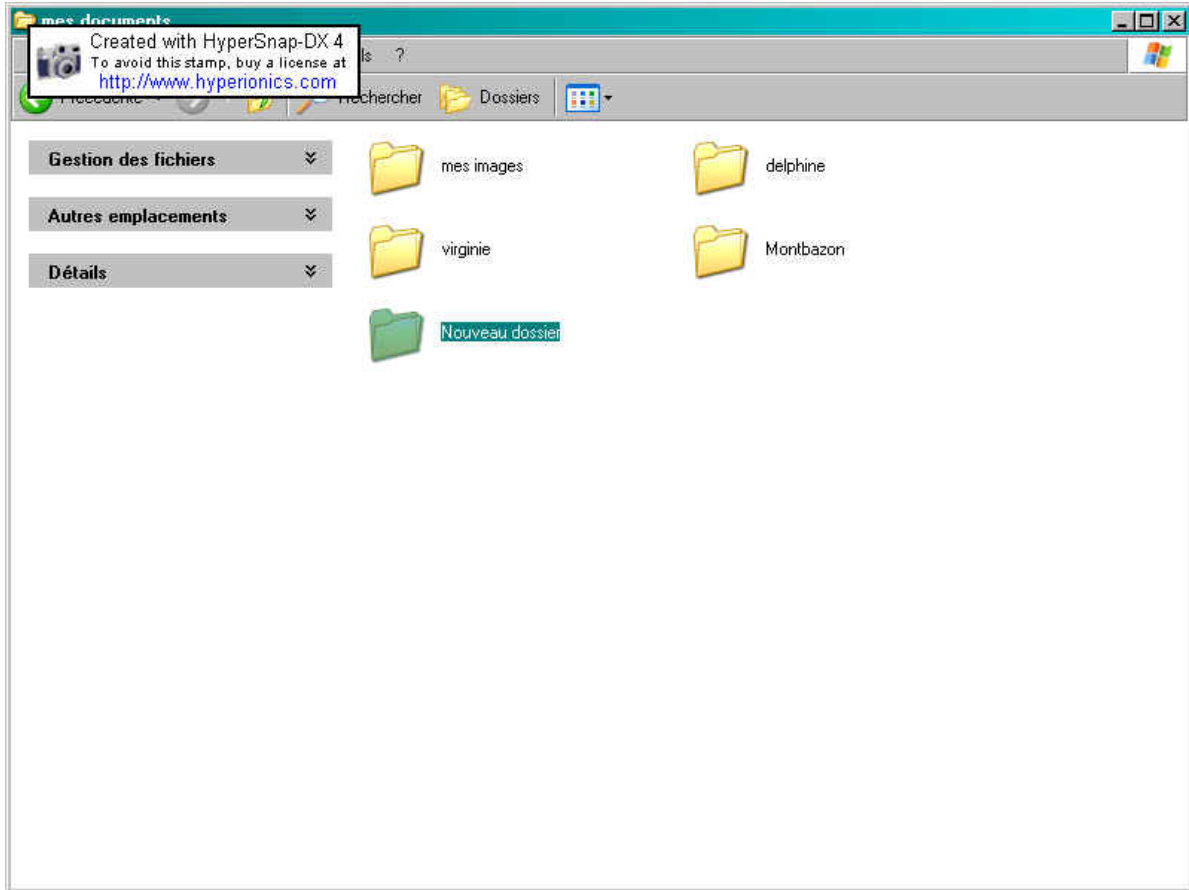 mes documents
Created with HyperSnap-DX 4
To avoid this stamp, buy a license at
http://www.hyperionics.com
?
Rechercher
Dossiers
Gestion des fichiers
Autres emplacements
Détails
mes images
delphine
virginie
Montbazon
Nouveau dossier